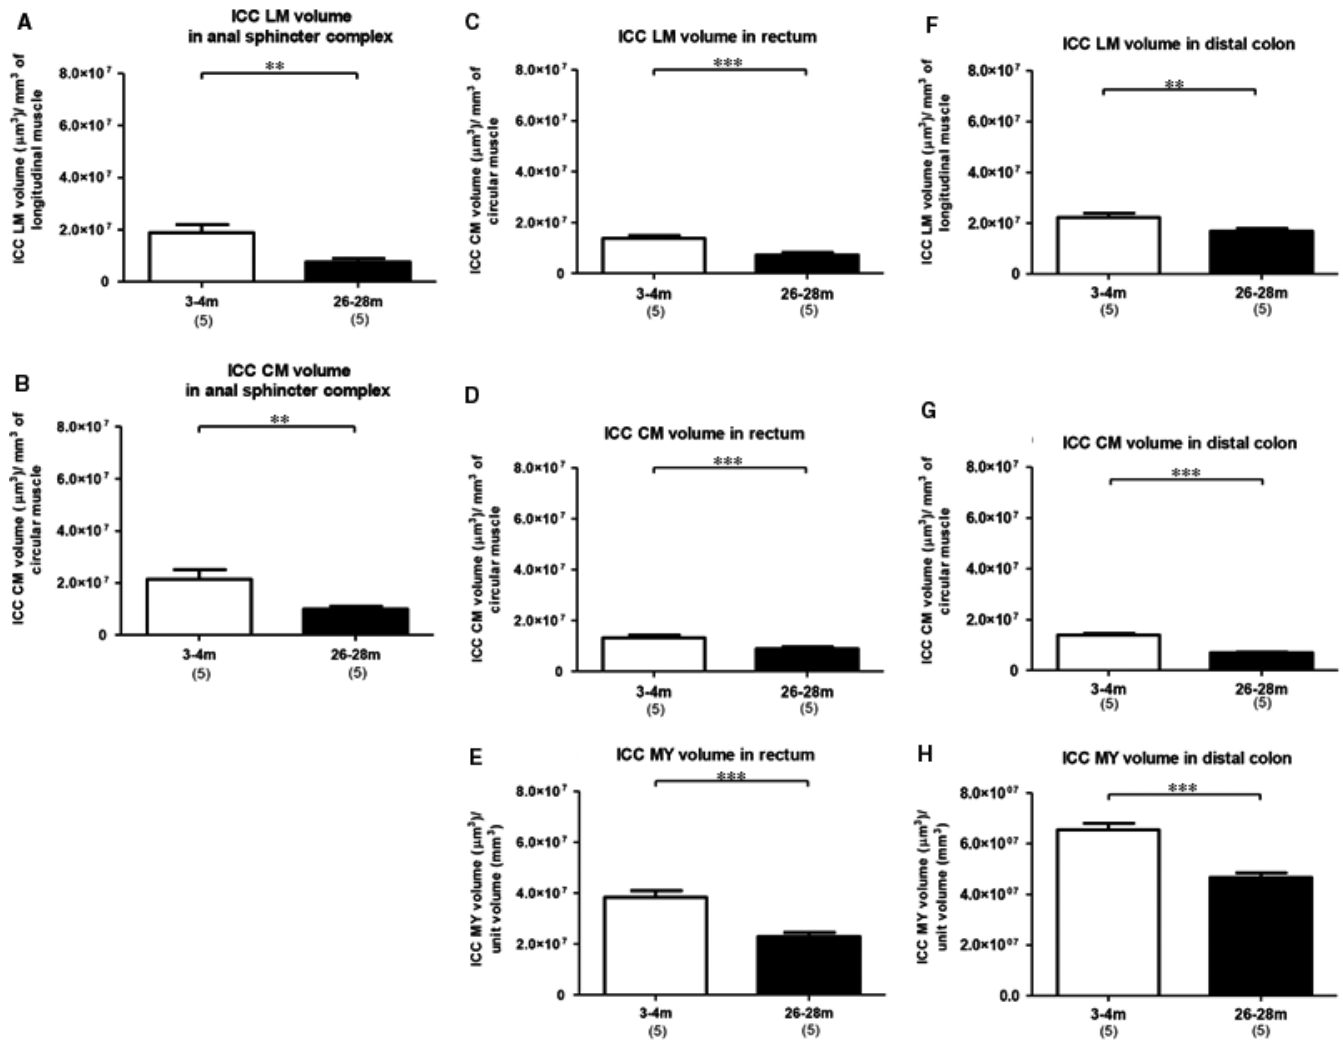 A
ICC LM volume
in anal sphincter complex
ICC LM volume (μm³)/ mm³ of
longitudinal muscle
8.0×10⁷
6.0×10⁷
4.0×10⁷
2.0×10⁷
0
**
3-4m
(5)
26-28m
(5)
B
ICC CM volume
in anal sphincter complex
ICC CM volume (μm³)/ mm³ of
circular muscle
8.0×10⁷
6.0×10⁷
4.0×10⁷
2.0×10⁷
0
**
3-4m
(5)
26-28m
(5)
C
ICC LM volume in rectum
ICC CM volume (μm³)/ mm³ of
circular muscle
8.0×10⁷
6.0×10⁷
4.0×10⁷
2.0×10⁷
0
***
3-4m
(5)
26-28m
(5)
D
ICC CM volume in rectum
ICC CM volume (μm³)/ mm³ of
circular muscle
8.0×10⁷
6.0×10⁷
4.0×10⁷
2.0×10⁷
0
***
3-4m
(5)
26-28m
(5)
E
ICC MY volume in rectum
ICC MY volume (μm³)/
unit volume (mm³)
8.0×10⁷
6.0×10⁷
4.0×10⁷
2.0×10⁷
0
***
3-4m
(5)
26-28m
(5)
F
ICC LM volume in distal colon
ICC LM volume (μm³)/ mm³ of
longitudinal muscle
8.0×10⁷
6.0×10⁷
4.0×10⁷
2.0×10⁷
0
**
3-4m
(5)
26-28m
(5)
G
ICC CM volume in distal colon
ICC CM volume (μm³)/ mm³ of
circular muscle
8.0×10⁷
6.0×10⁷
4.0×10⁷
2.0×10⁷
0
***
3-4m
(5)
26-28m
(5)
H
ICC MY volume in distal colon
ICC MY volume (μm³)/
unit volume (mm³)
8.0×10⁰⁷
6.0×10⁰⁷
4.0×10⁰⁷
2.0×10⁰⁷
0.0
***
3-4m
(5)
26-28m
(5)